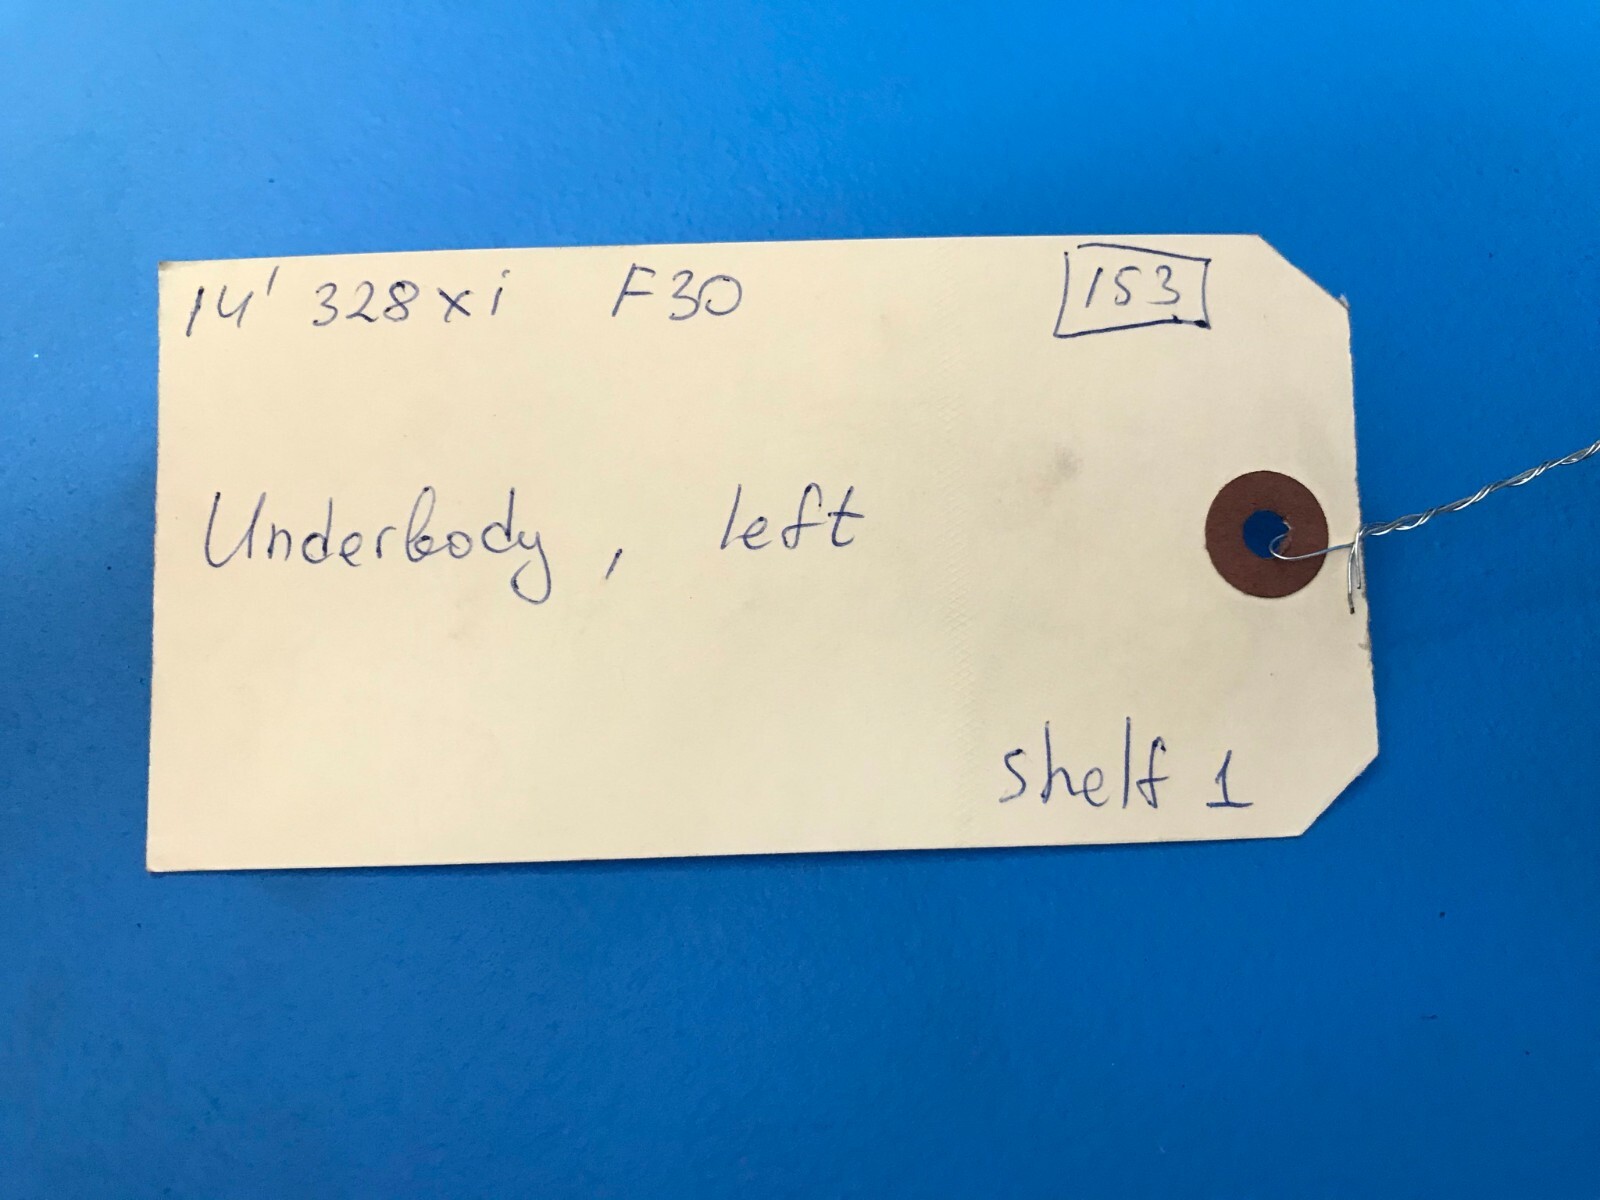 14' 328xi F30 153
Underbody, left
shelf 1